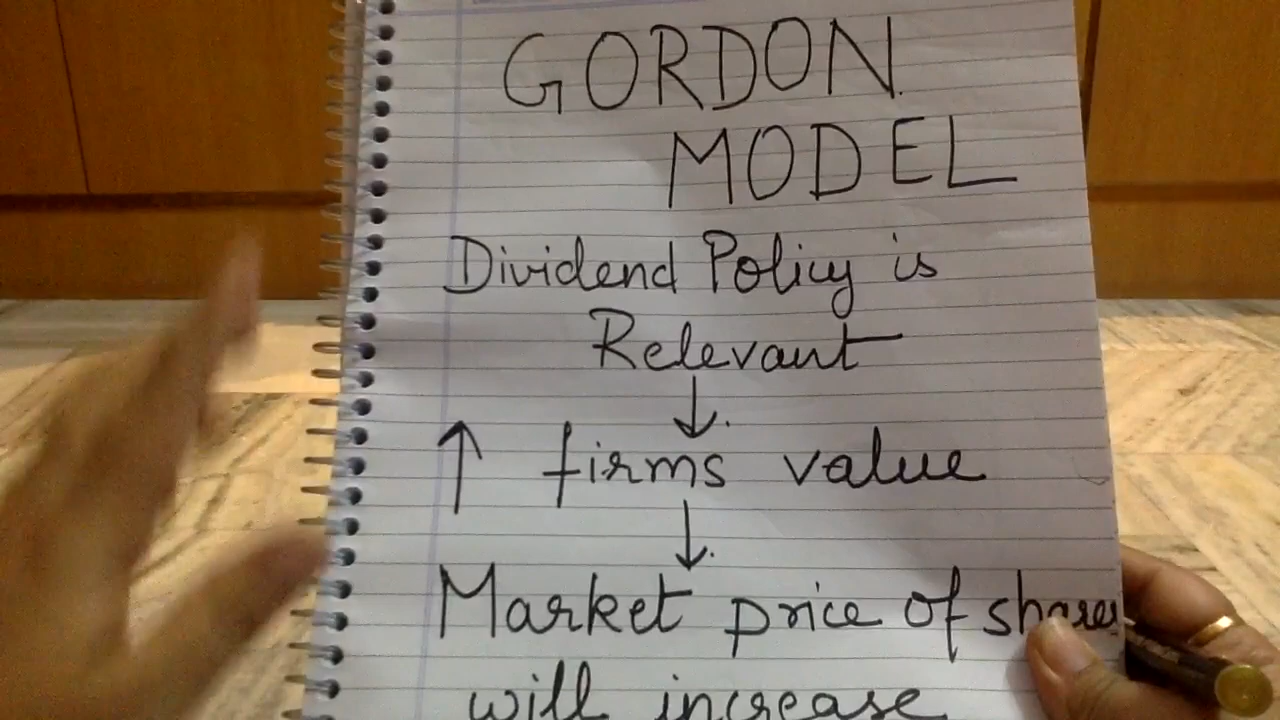 GORDON
MODEL
Dividend Policy is
Relevant
↓
↑ firms value
↓
Market price of shares
will increase